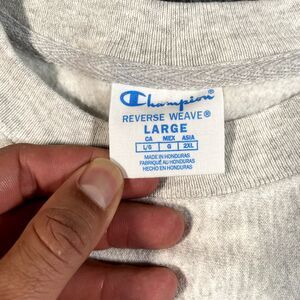 Champion
REVERSE WEAVE®
LARGE
CA MEX ASIA
L/G G 2XL
MADE IN HONDURAS
FABRIQUÉ AU HONDURAS
HECHO EN HONDURAS